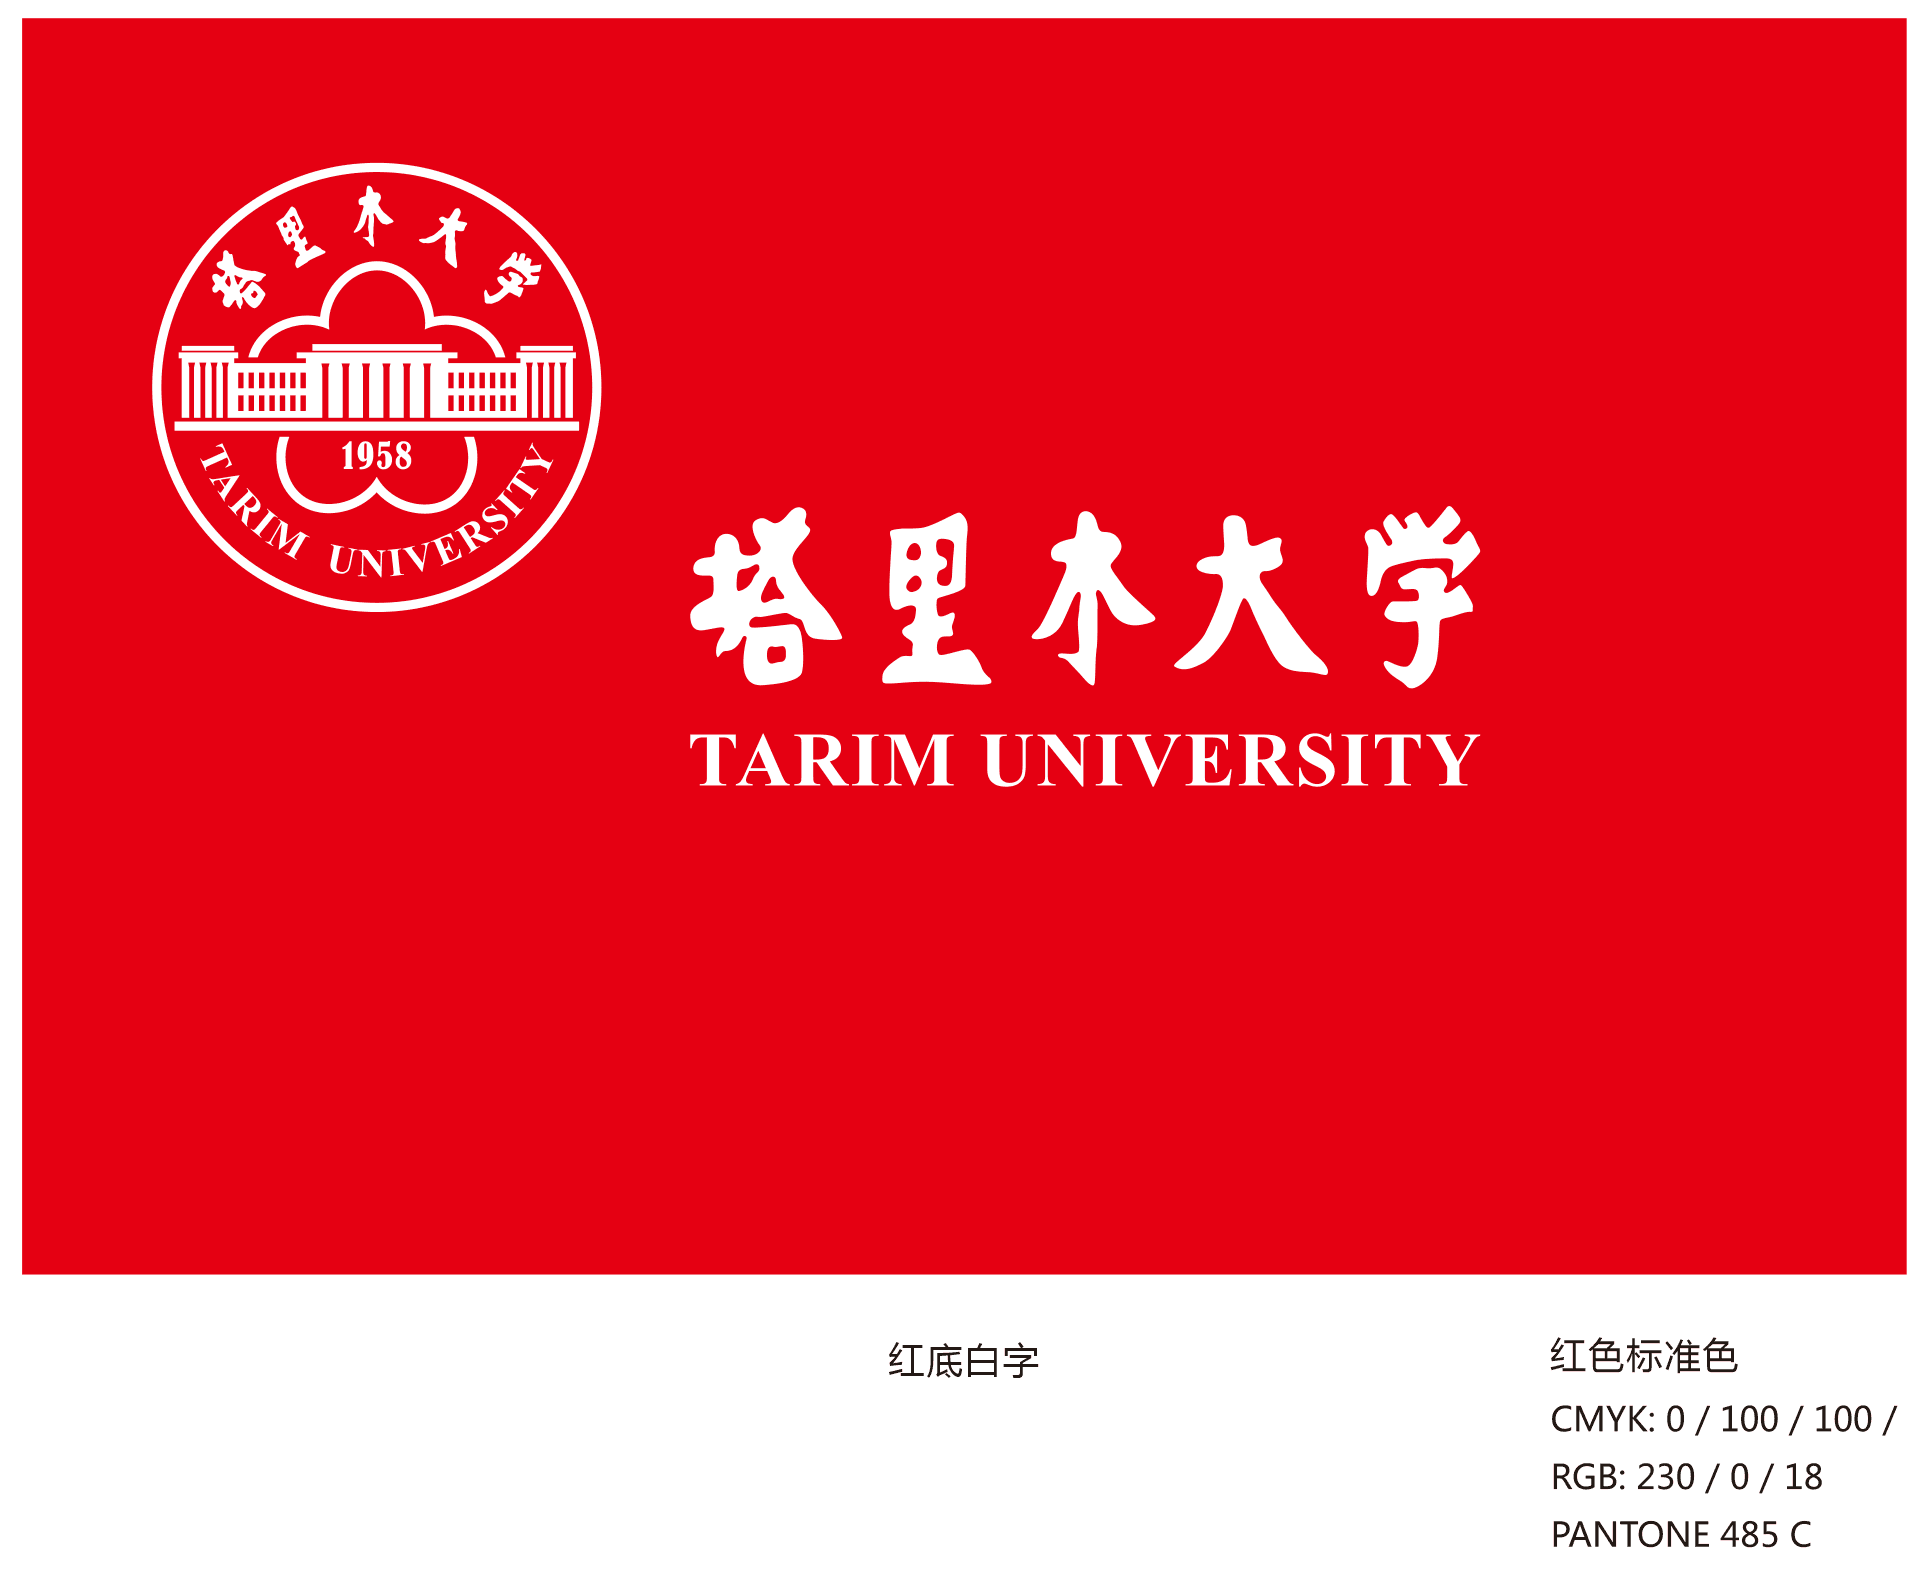 塔里木大学
1958
TARIM UNIVERSITY
塔里木大学
TARIM UNIVERSITY
红底白字
红色标准色
CMYK: 0 / 100 / 100 /
RGB: 230 / 0 / 18
PANTONE 485 C